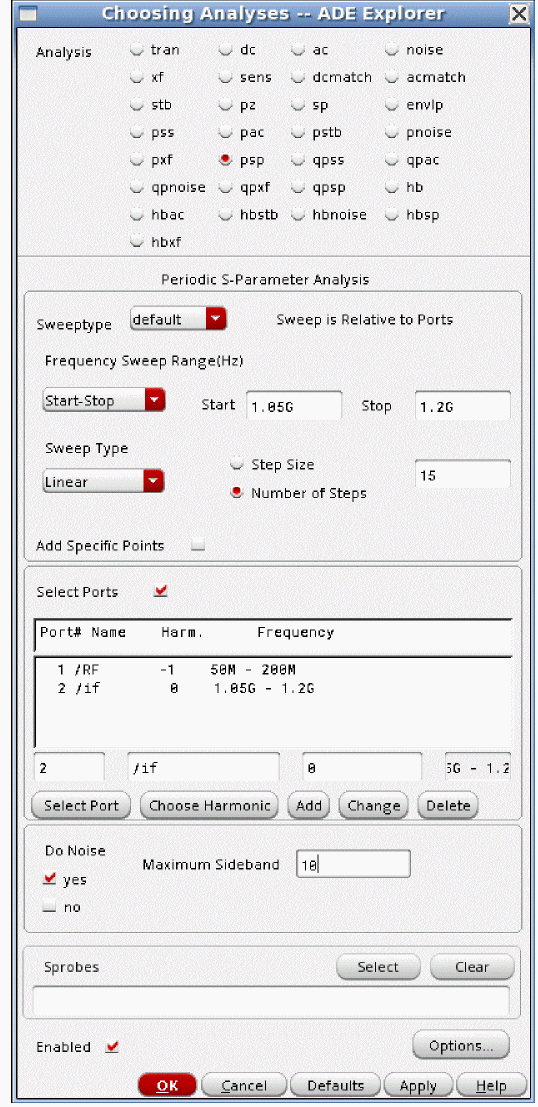 Choosing Analyses -- ADE Explorer
Analysis tran dc ac noise
xf sens dcmatch acmatch
stb pz sp envlp
pss pac pstb pnoise
pxf psp qpss qpac
qpnoise qpxf qpsp hb
hbac hbstb hbnoise hbsp
hbxf
Periodic S-Parameter Analysis
Sweeptype default Sweep is Relative to Ports
Frequency Sweep Range(Hz)
Start-Stop Start 1.05G Stop 1.2G
Sweep Type
Linear
Step Size
Number of Steps
15
Add Specific Points
Select Ports
Port# Name Harm. Frequency
1 /RF -1 50M - 200M
2 /if 0 1.05G - 1.2G
2 /if 0 5G - 1.2
Select Port Choose Harmonic Add Change Delete
Do Noise
yes
no
Maximum Sideband 10
Sprobes Select Clear
Enabled Options...
OK Cancel Defaults Apply Help